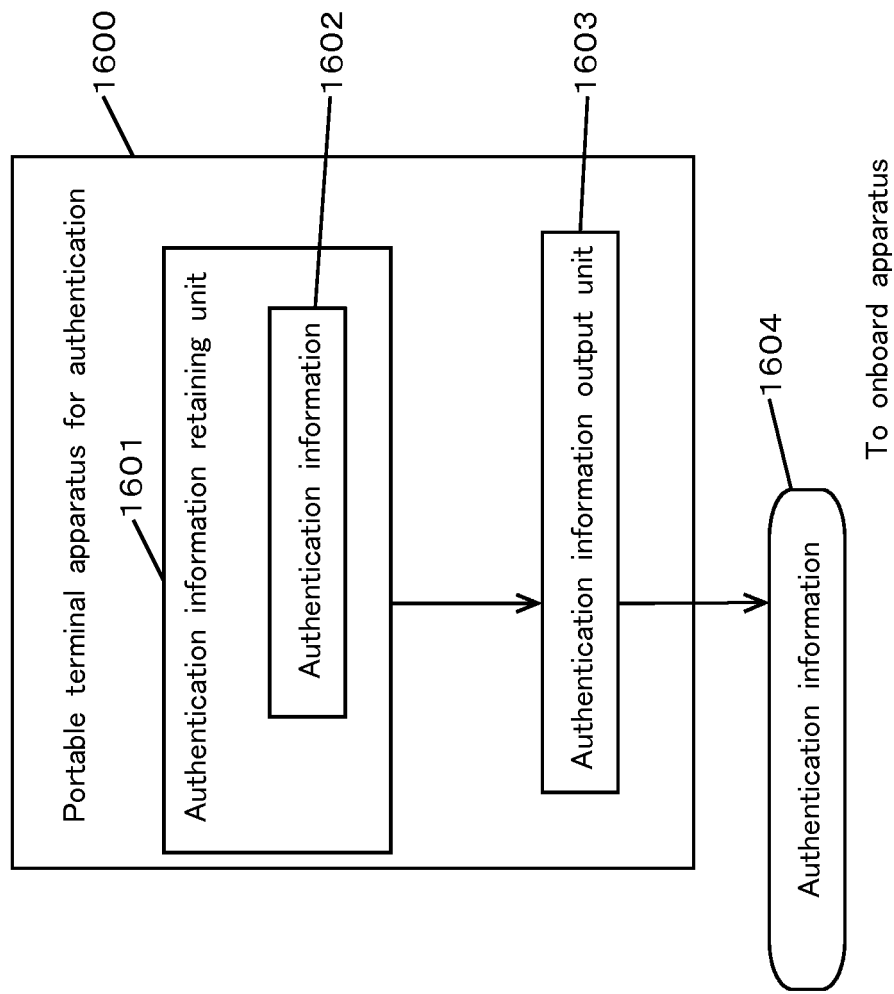 1600
Portable terminal apparatus for authentication
1601
Authentication information retaining unit
1602
Authentication information
1603
Authentication information output unit
1604
Authentication information
To onboard apparatus